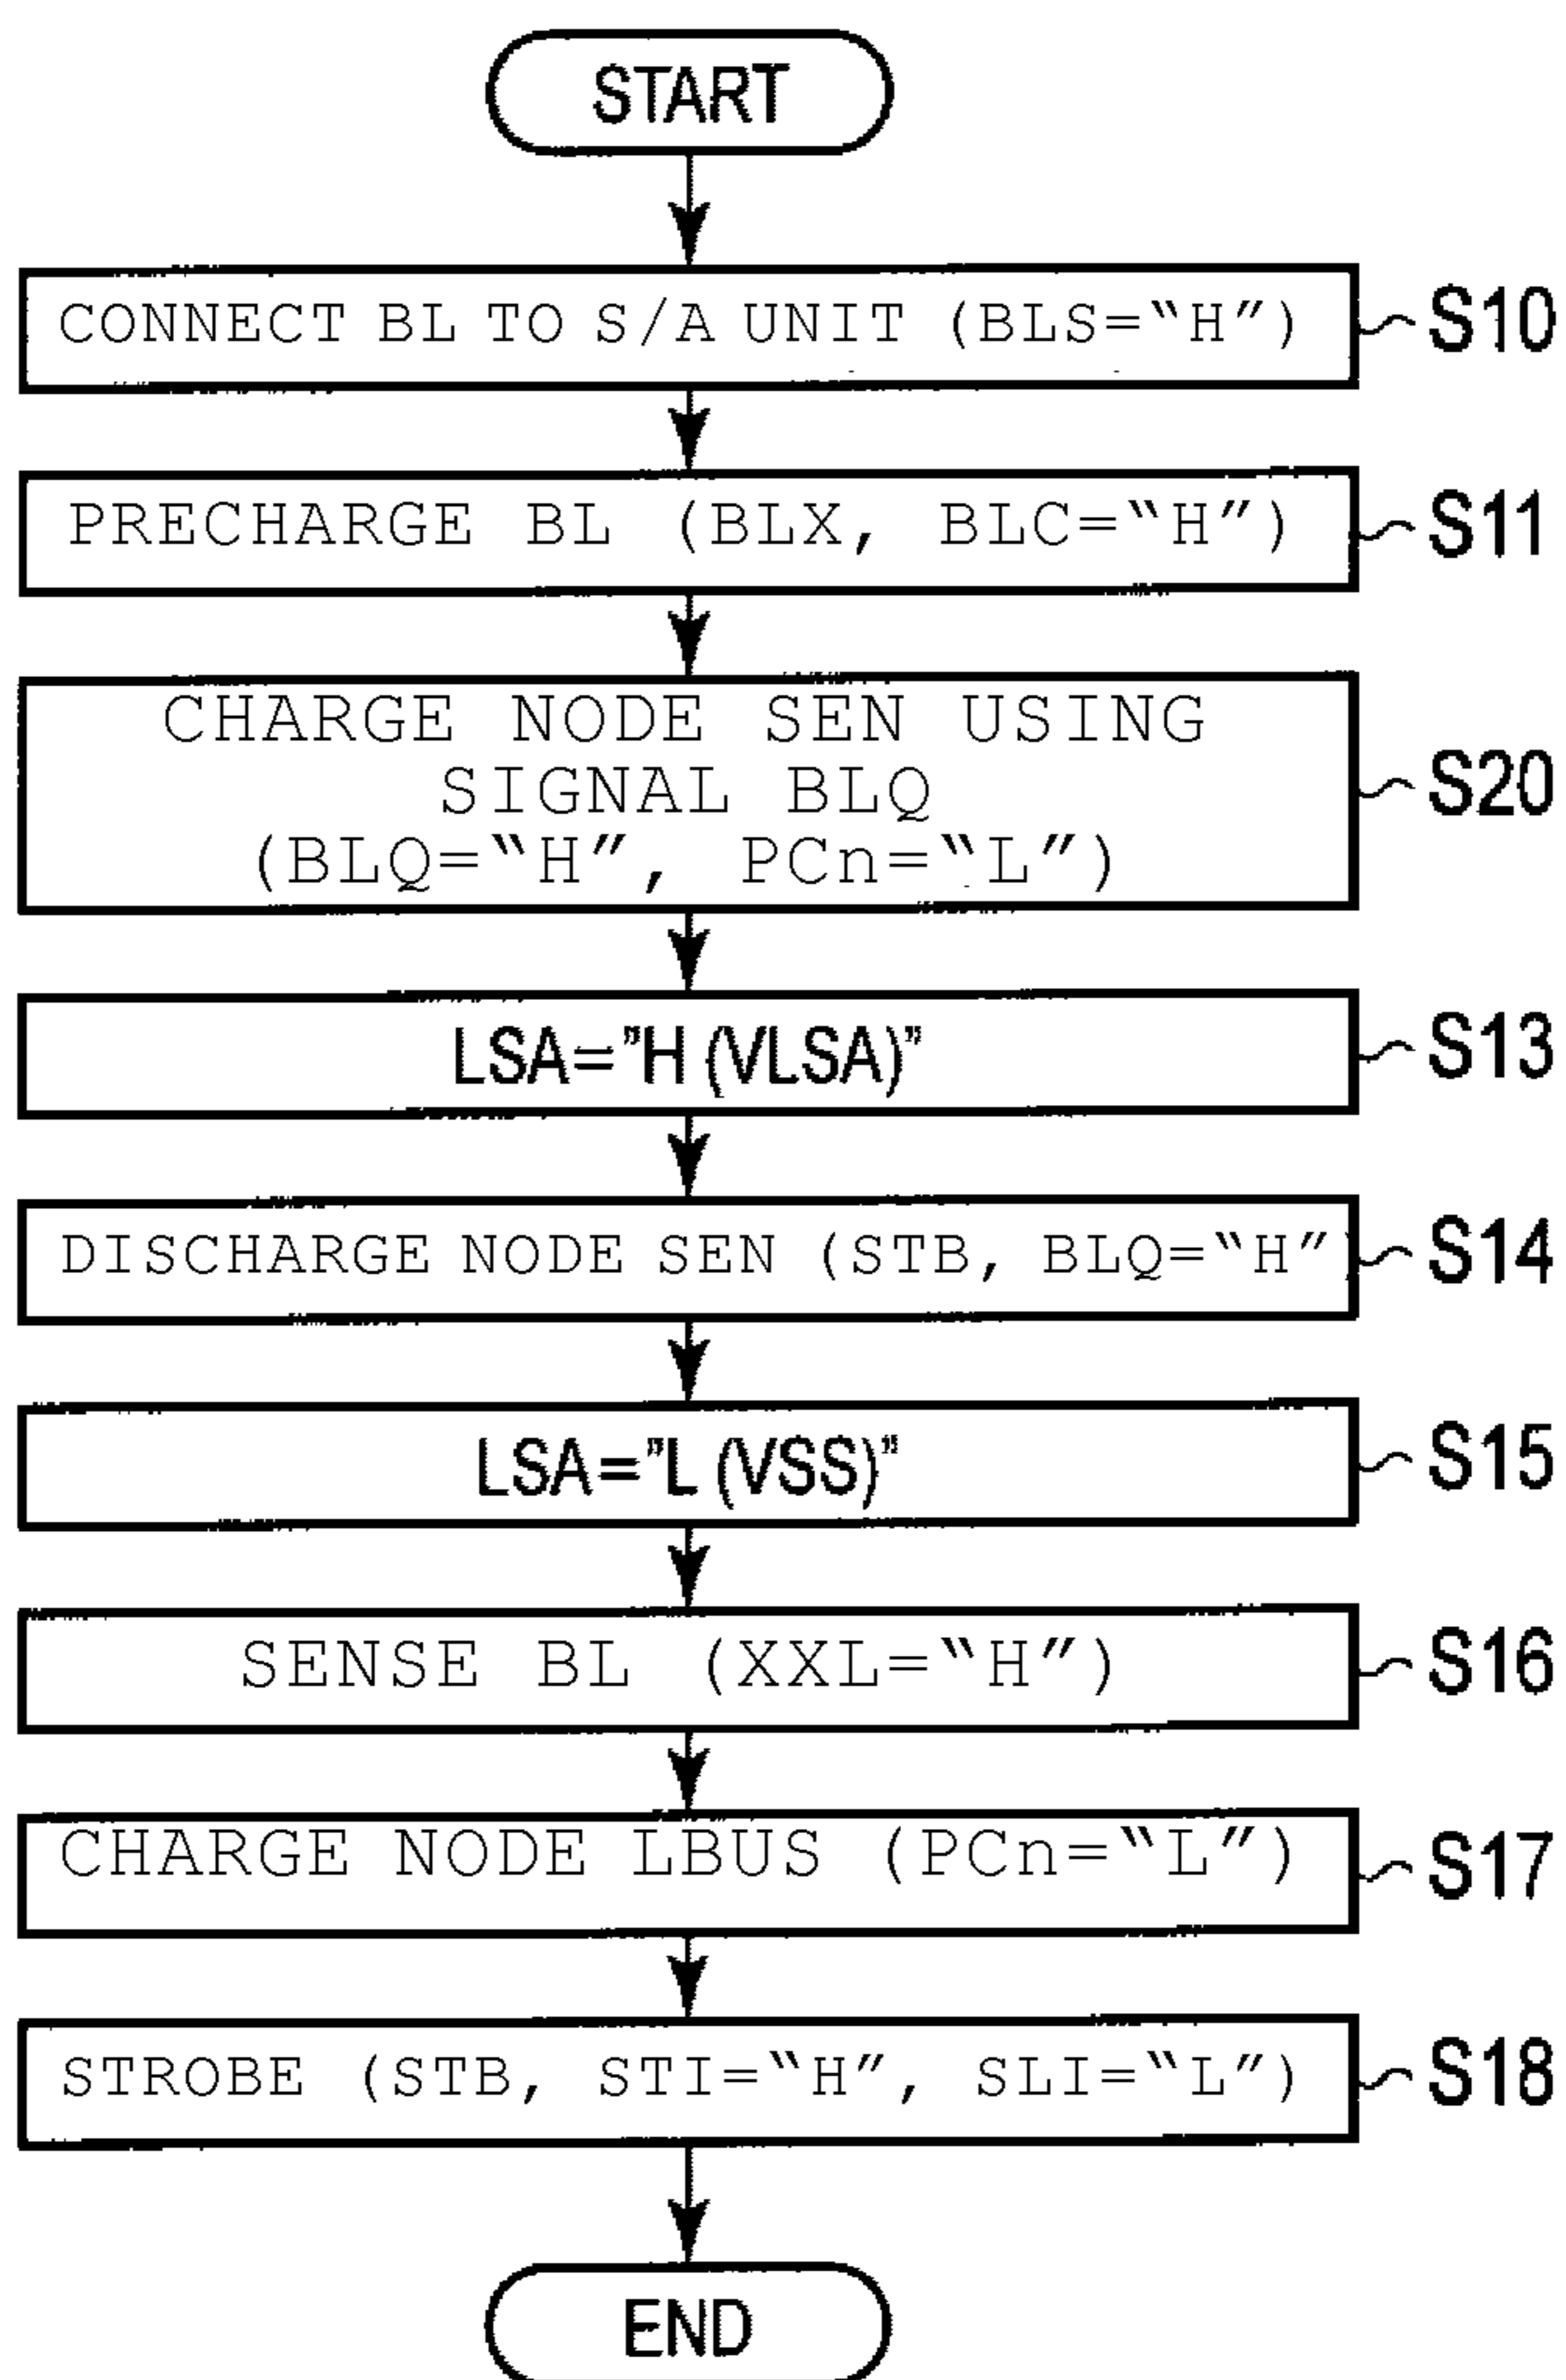 START
CONNECT BL TO S/A UNIT (BLS=“H”) S10
PRECHARGE BL (BLX, BLC=“H”) S11
CHARGE NODE SEN USING
SIGNAL BLQ
(BLQ=“H”, PCn=“L”) S20
LSA=”H (VLSA)” S13
DISCHARGE NODE SEN (STB, BLQ=“H”) S14
LSA=”L (VSS)” S15
SENSE BL (XXL=“H”) S16
CHARGE NODE LBUS (PCn=“L”) S17
STROBE (STB, STI=“H”, SLI=“L”) S18
END